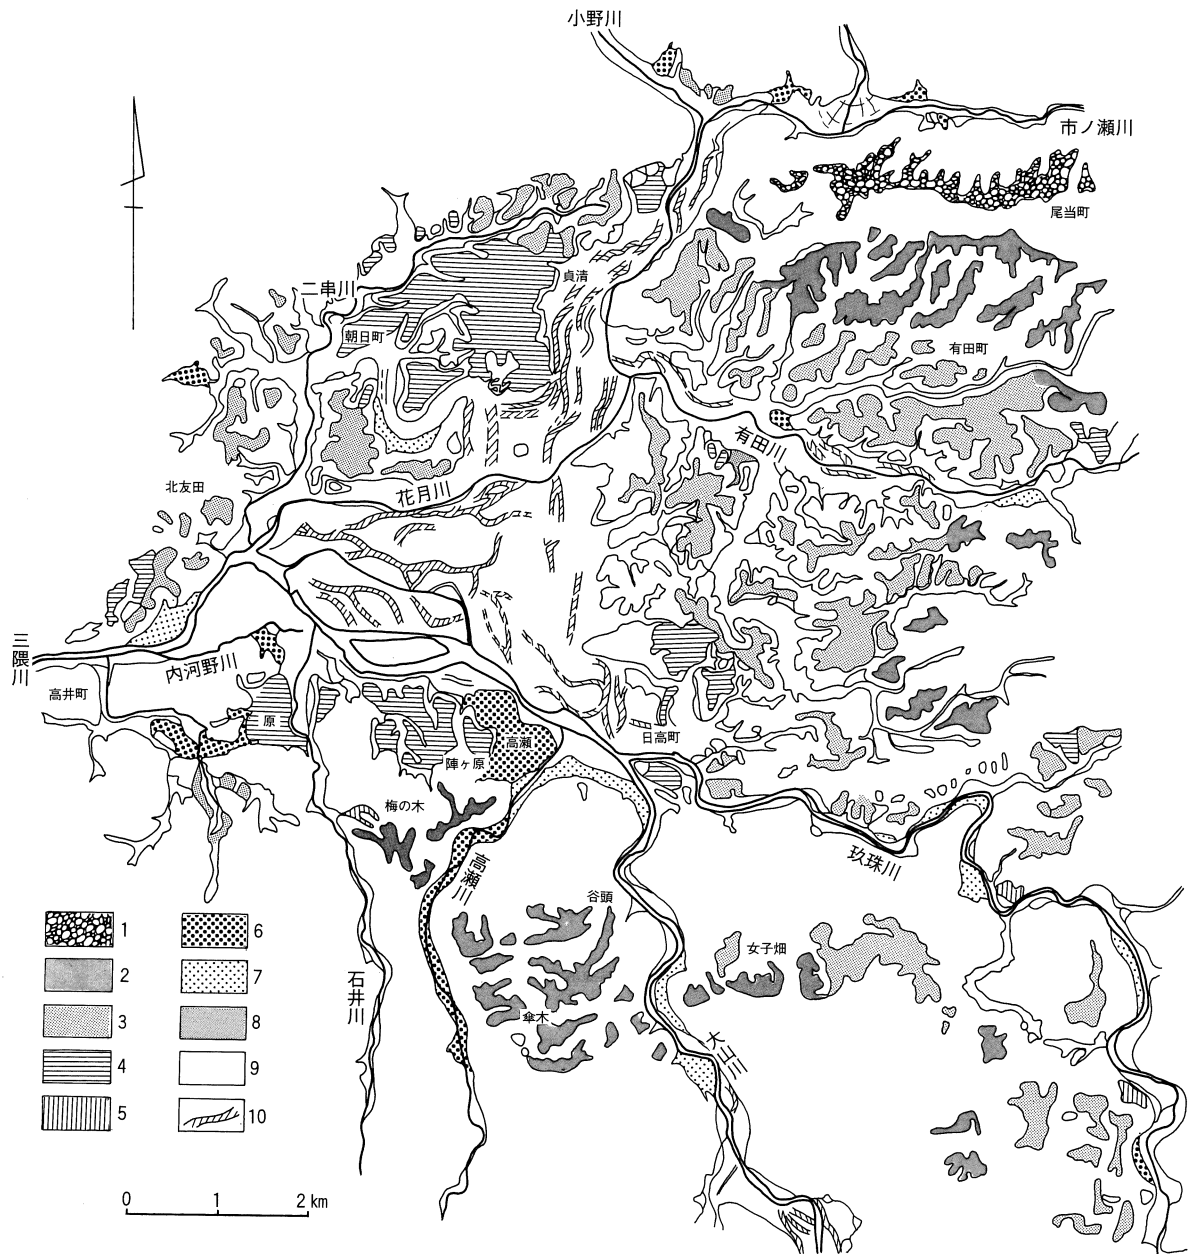 小野川
市ノ瀬川
尾当町
貞清
二串川
朝日町
有田町
有田川
北友田
花月川
三隈川
内河野川
高井町
原
高瀬
日高町
陣ヶ原
梅の木
高瀬川
玖珠川
谷頭
女子畑
石井川
傘木
大江川
1
2
3
4
5
6
7
8
9
10
0 1 2 km